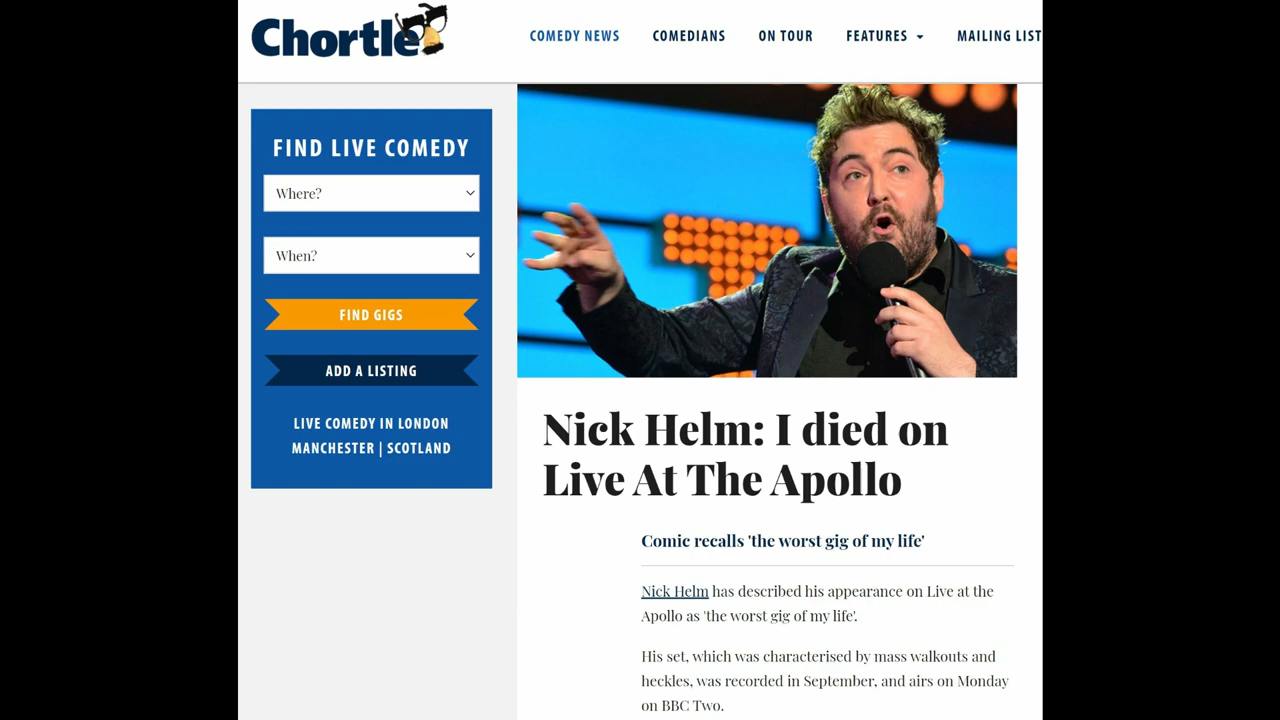 Chortle
COMEDY NEWS
COMEDIANS
ON TOUR
FEATURES
MAILING LIST
FIND LIVE COMEDY
Where?
When?
FIND GIGS
ADD A LISTING
LIVE COMEDY IN LONDON
MANCHESTER | SCOTLAND
Nick Helm: I died on
Live At The Apollo
Comic recalls 'the worst gig of my life'
Nick Helm has described his appearance on Live at the
Apollo as 'the worst gig of my life'.
His set, which was characterised by mass walkouts and
heckles, was recorded in September, and airs on Monday
on BBC Two.